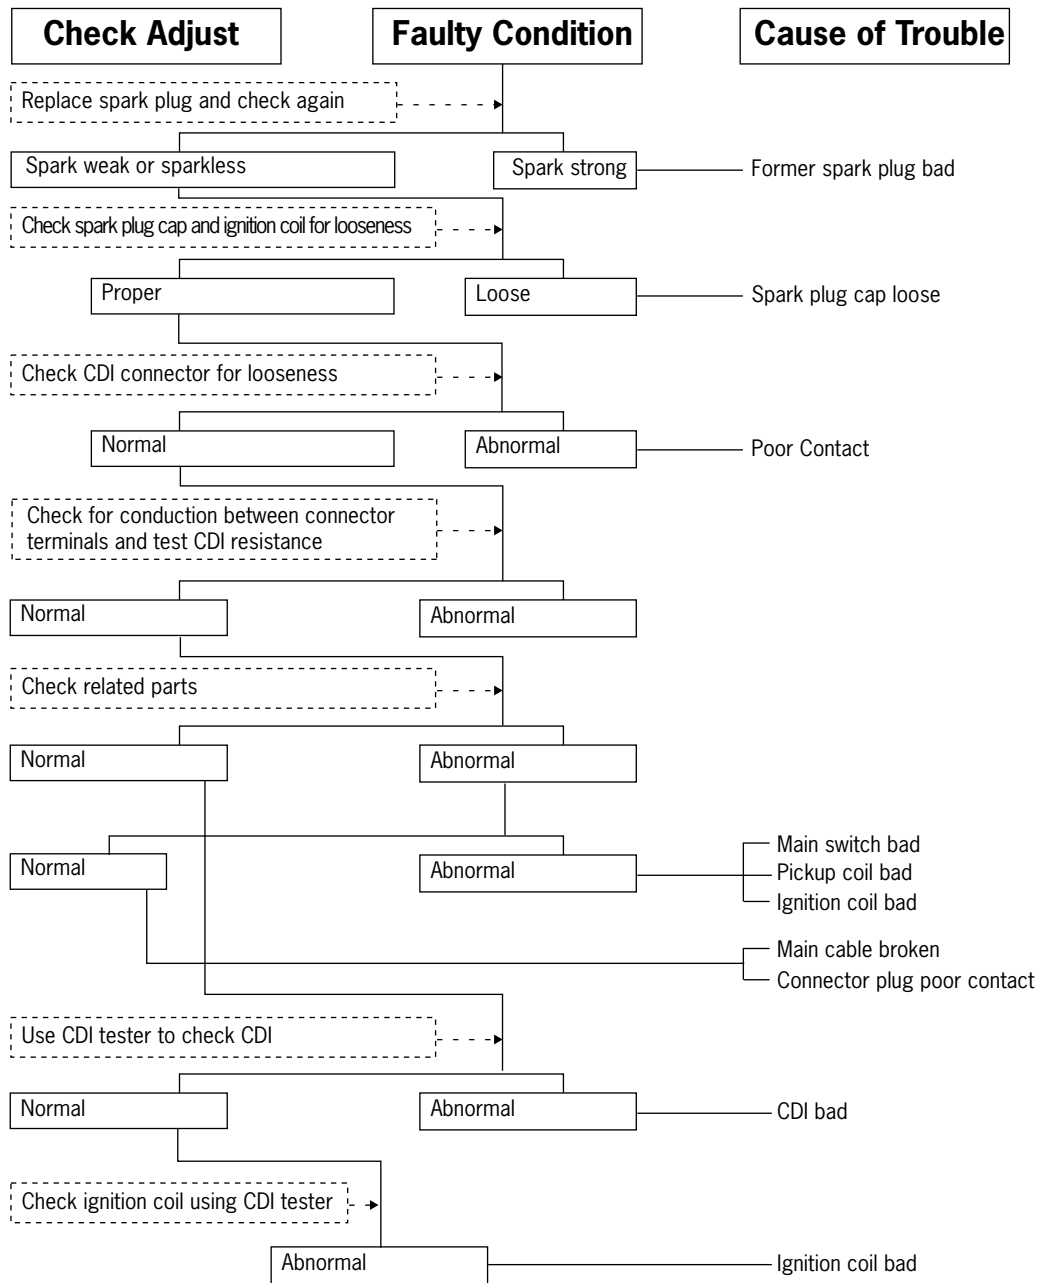 Check Adjust
Faulty Condition
Cause of Trouble
Replace spark plug and check again
Spark weak or sparkless
Spark strong
Former spark plug bad
Check spark plug cap and ignition coil for looseness
Proper
Loose
Spark plug cap loose
Check CDI connector for looseness
Normal
Abnormal
Poor Contact
Check for conduction between connector
terminals and test CDI resistance
Normal
Abnormal
Check related parts
Normal
Abnormal
Normal
Abnormal
Main switch bad
Pickup coil bad
Ignition coil bad
Main cable broken
Connector plug poor contact
Use CDI tester to check CDI
Normal
Abnormal
CDI bad
Check ignition coil using CDI tester
Abnormal
Ignition coil bad